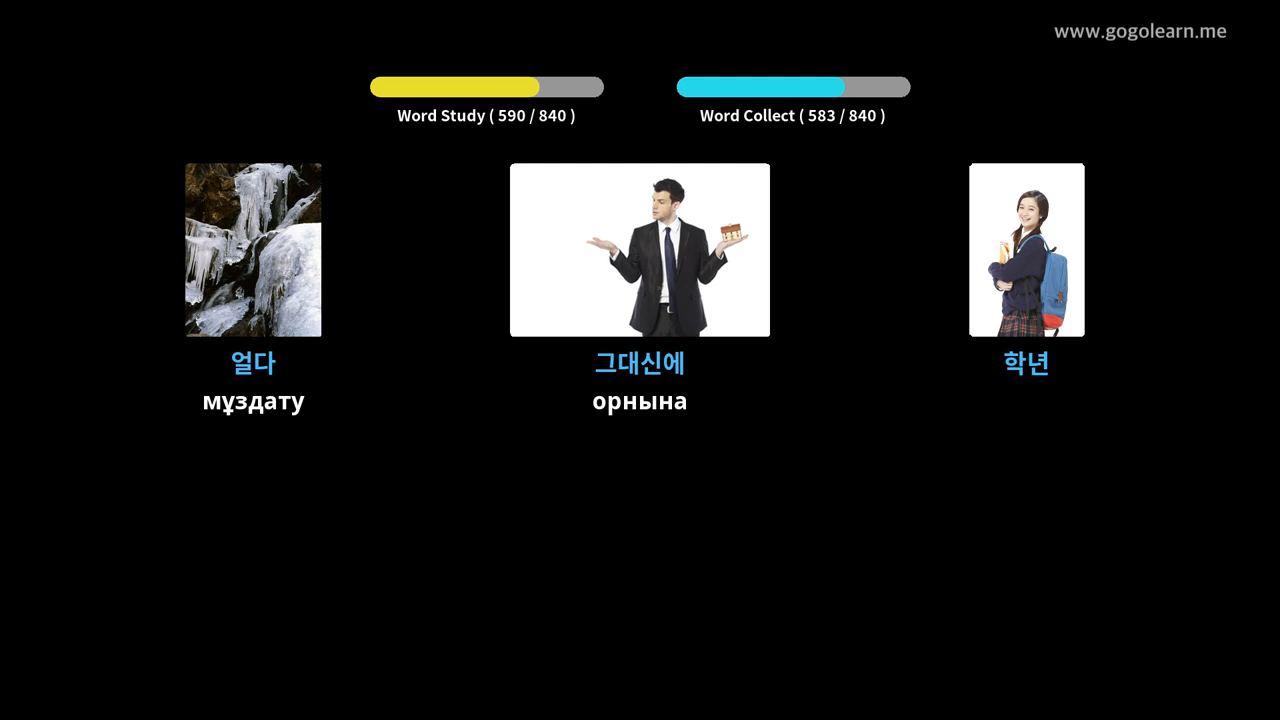 www.gogolearn.me
Word Study ( 590 / 840 )
Word Collect ( 583 / 840 )
얼다
мұздату
그대신에
орнына
학년